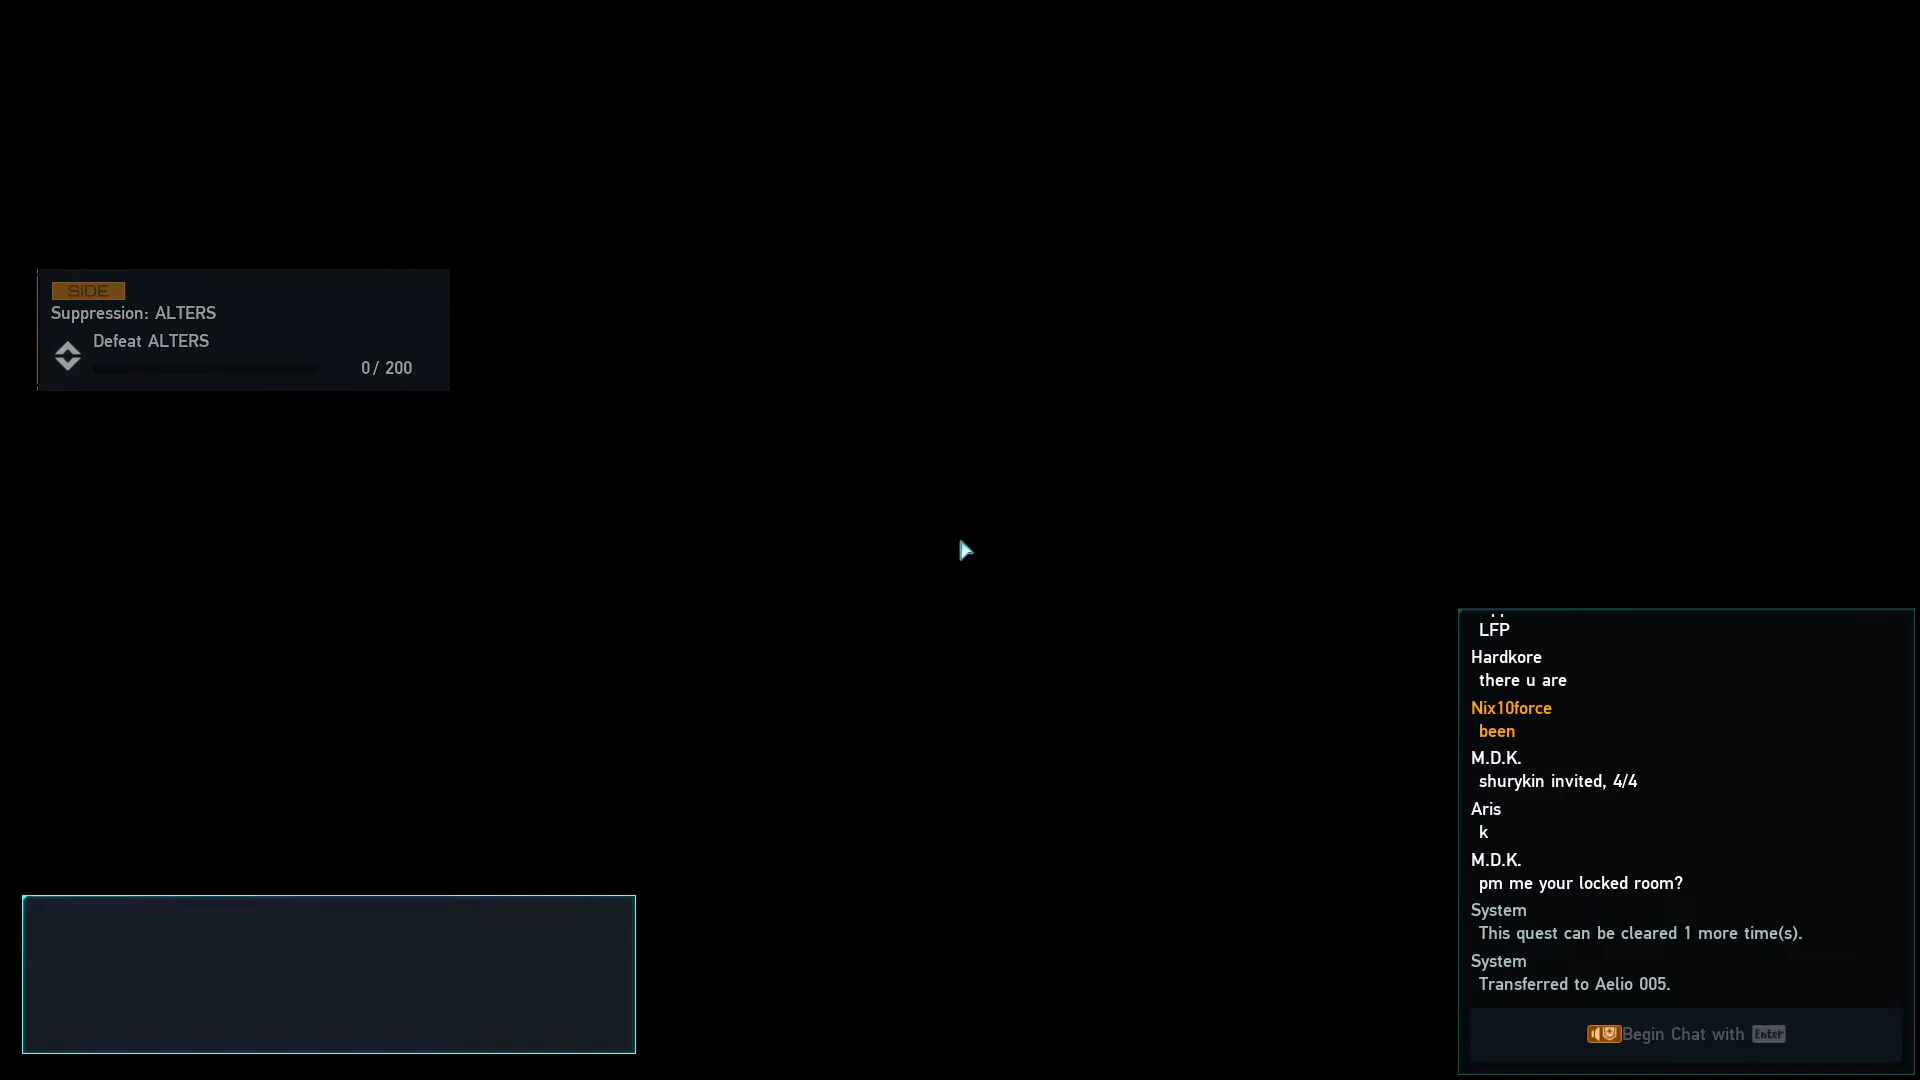 SIDE
Suppression: ALTERS
Defeat ALTERS
0/ 200
LFP
Hardkore
there u are
Nix10force
been
M.D.K.
shurykin invited, 4/4
Aris
k
M.D.K.
pm me your locked room?
System
This quest can be cleared 1 more time(s).
System
Transferred to Aelio 005.
Begin Chat with Enter